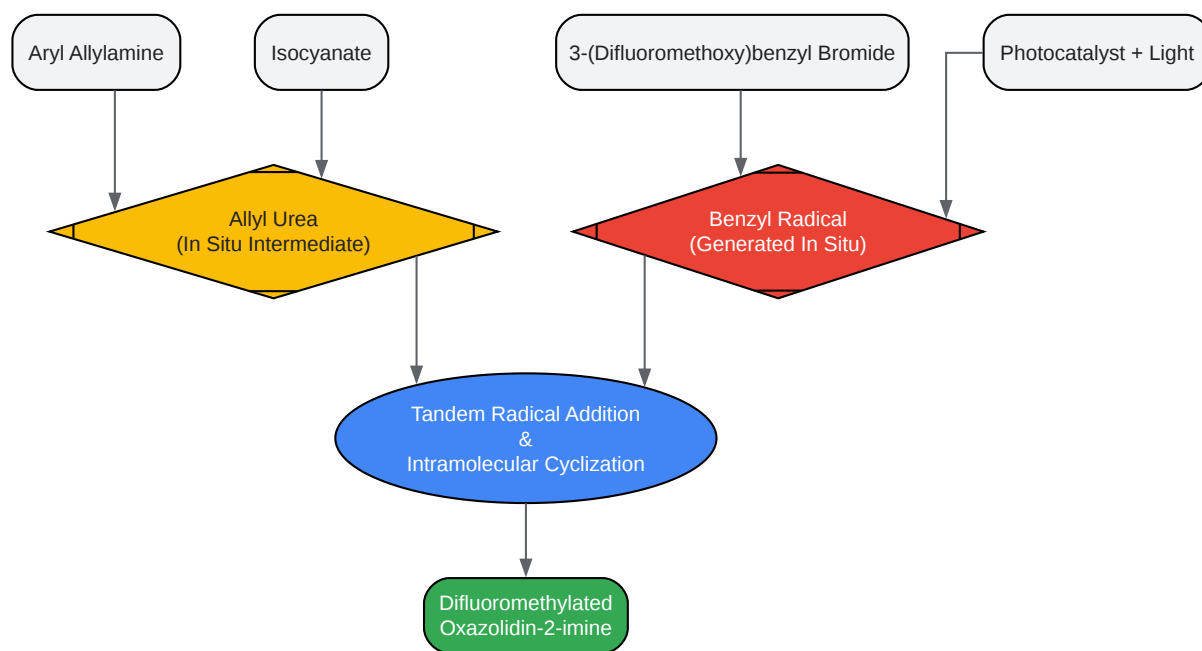 Aryl Allylamine
Isocyanate
3-(Difluoromethoxy)benzyl Bromide
Photocatalyst + Light
Allyl Urea
(In Situ Intermediate)
Benzyl Radical
(Generated In Situ)
Tandem Radical Addition
&
Intramolecular Cyclization
Difluoromethylated
Oxazolidin-2-imine